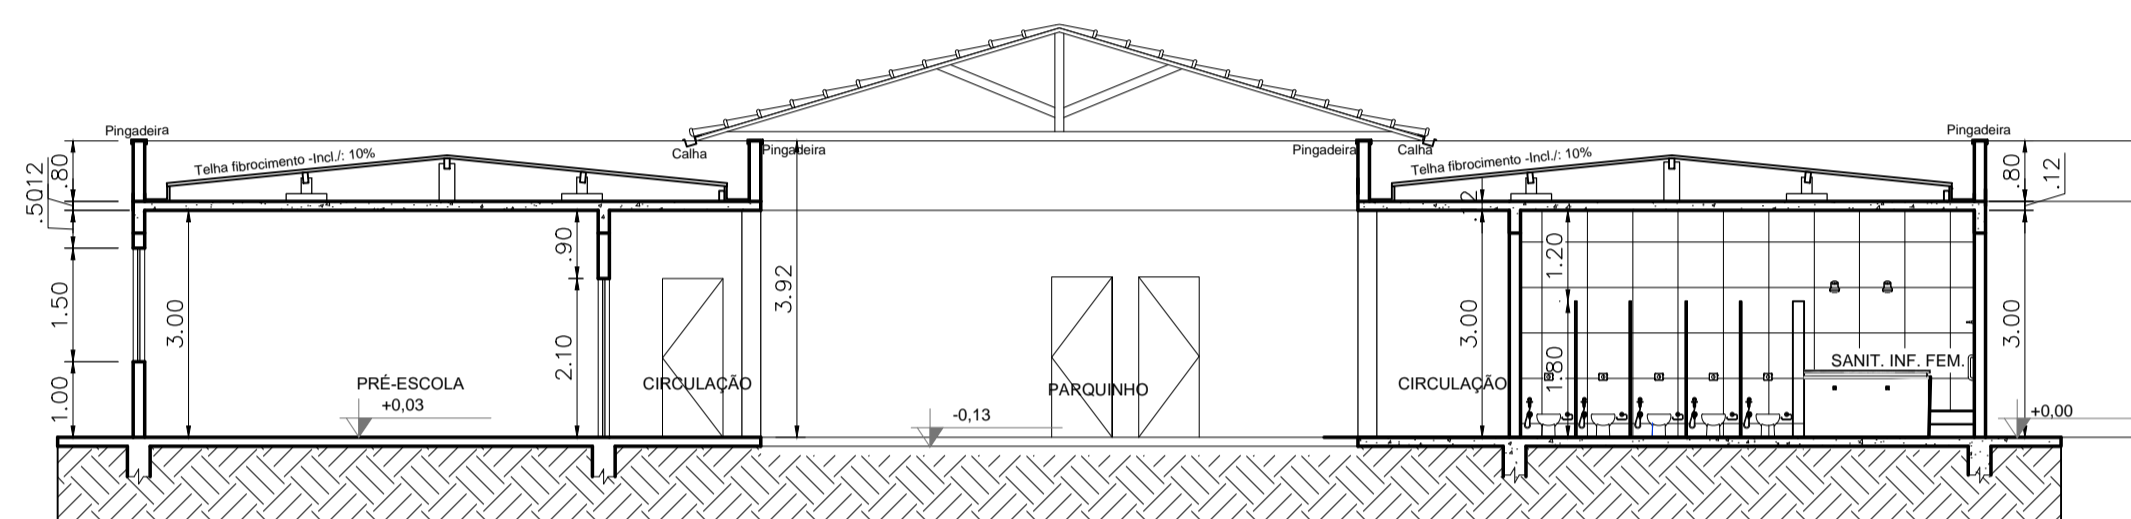 Pingadeira
Calha
Pingadeira
Pingadeira
Calha
Pingadeira
Telha fibrocimento -Incl./: 10%
Telha fibrocimento -Incl./: 10%
.80
.12
.50
1.50
1.00
3.00
.90
2.10
3.92
3.00
1.20
1.80
.80
.12
3.00
PRÉ-ESCOLA
+0,03
CIRCULAÇÃO
-0,13
PARQUINHO
CIRCULAÇÃO
SANIT. INF. FEM.
+0,00